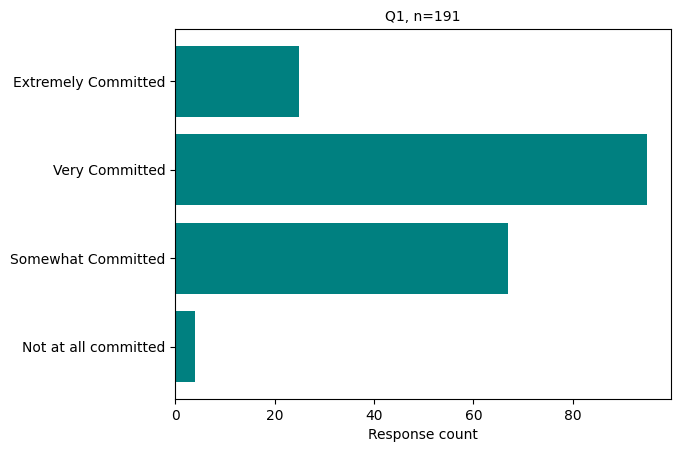 Q1, n=191
Extremely Committed
Very Committed
Somewhat Committed
Not at all committed
0 20 40 60 80
Response count